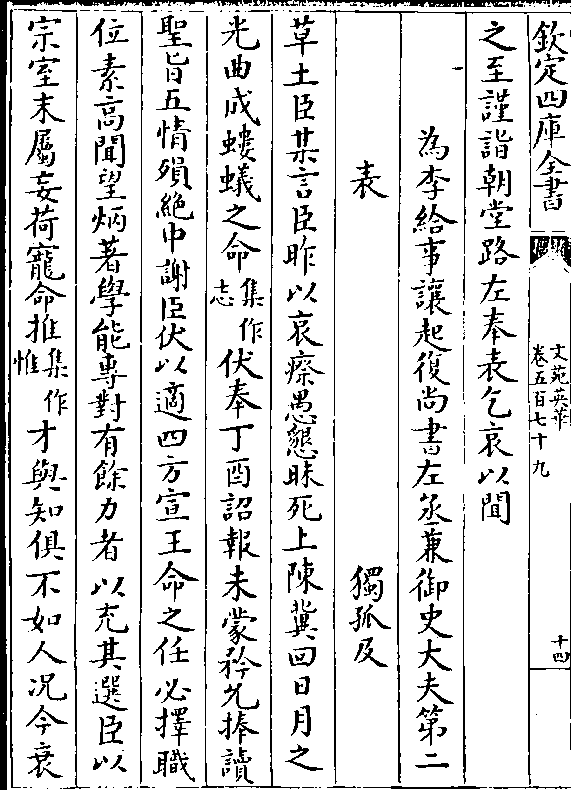 欽定四庫全書
文苑英華
卷五百七十九
十四
之至謹詣朝堂路左奉表乞哀以聞
為李給事讓起復尚書左丞兼御史大夫第二
表
獨孤及
草土臣某言臣昨以哀瘵愚懇昧死上陳冀回日月之
光曲成螻蟻之命集作志伏奉丁酉詔報未蒙矜允捧讀
聖旨五情殞絶中謝臣伏以適四方宣王命之任必擇職
位素高聞望炳著學能專對有餘力者以充其選臣以
宗室末屬妄荷寵命推集作惟才與知俱不如人况今衰